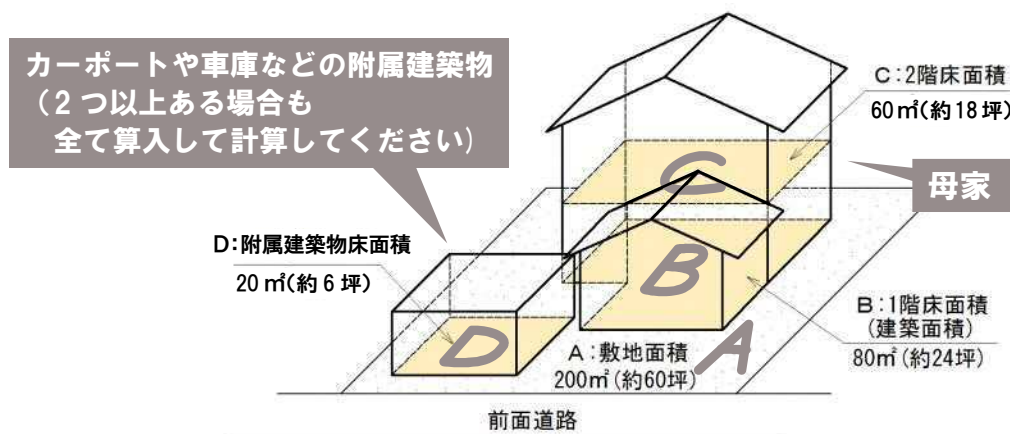 カーポートや車庫などの附属建築物
（2つ以上ある場合も
全て算入して計算してください）
C：2階床面積
60㎡（約18坪）
母家
C
D：附属建築物床面積
20㎡（約6坪）
B
B：1階床面積
（建築面積）
80㎡（約24坪）
D
A：敷地面積
200㎡（約60坪）
A
前面道路